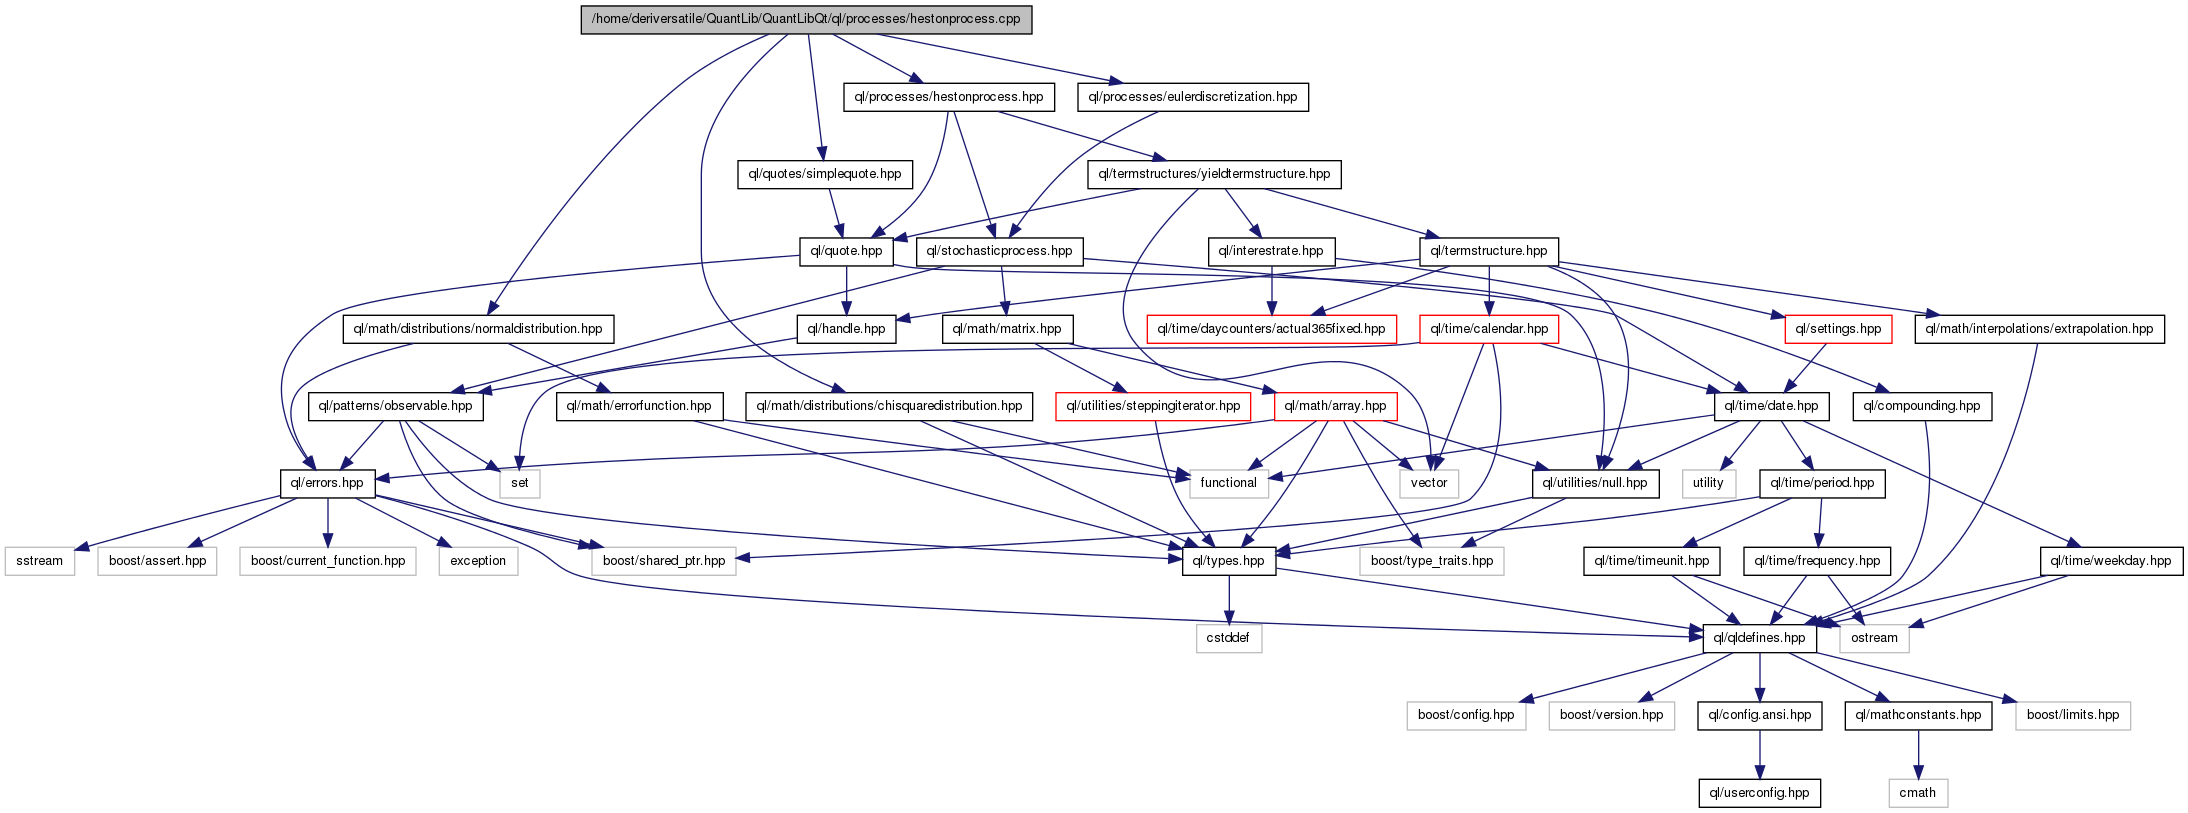 /home/deriversatile/QuantLib/QuantLibQt/ql/processes/hestonprocess.cpp
ql/processes/hestonprocess.hpp
ql/processes/eulerdiscretization.hpp
ql/quotes/simplequote.hpp
ql/termstructures/yieldtermstructure.hpp
ql/quote.hpp
ql/stochasticprocess.hpp
ql/interestrate.hpp
ql/termstructure.hpp
ql/math/distributions/normaldistribution.hpp
ql/handle.hpp
ql/math/matrix.hpp
ql/time/daycounters/actual365fixed.hpp
ql/time/calendar.hpp
ql/settings.hpp
ql/math/interpolations/extrapolation.hpp
ql/patterns/observable.hpp
ql/math/errorfunction.hpp
ql/math/distributions/chisquaredistribution.hpp
ql/utilities/steppingiterator.hpp
ql/math/array.hpp
ql/time/date.hpp
ql/compounding.hpp
ql/errors.hpp
set
functional
vector
ql/utilities/null.hpp
utility
ql/time/period.hpp
sstream
boost/assert.hpp
boost/current_function.hpp
exception
boost/shared_ptr.hpp
ql/types.hpp
boost/type_traits.hpp
ql/time/timeunit.hpp
ql/time/frequency.hpp
ql/time/weekday.hpp
cstddef
ql/qldefines.hpp
ostream
boost/config.hpp
boost/version.hpp
ql/config.ansi.hpp
ql/mathconstants.hpp
boost/limits.hpp
ql/userconfig.hpp
cmath